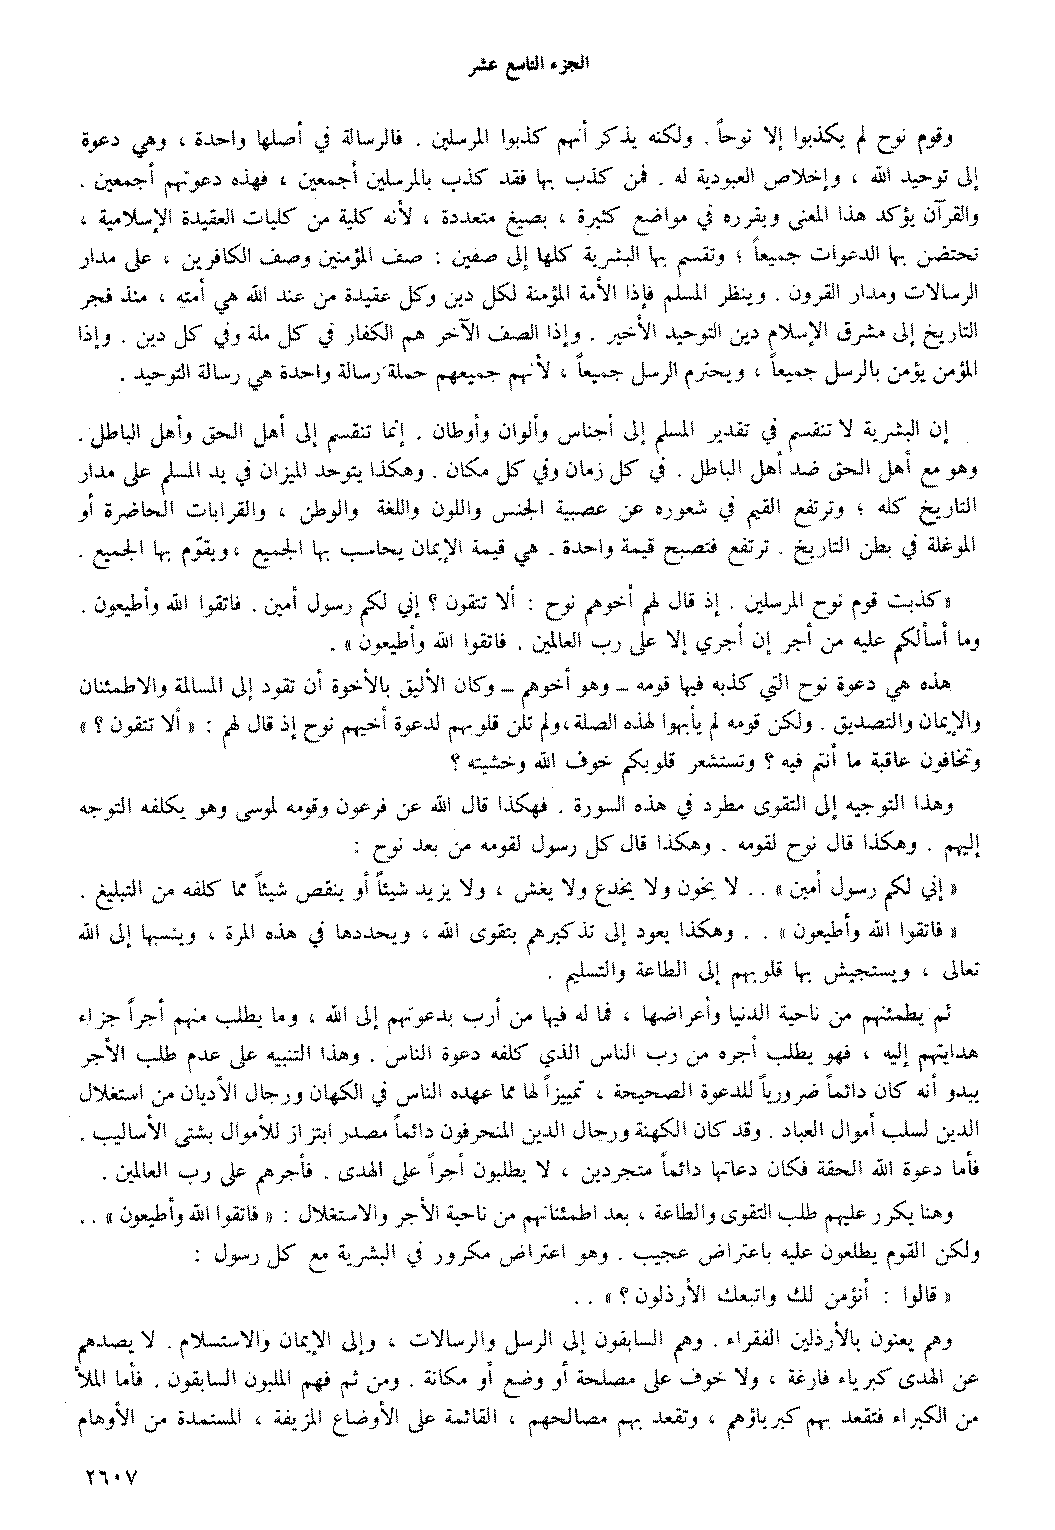 الجزء التاسع عشر
وقوم نوح لم يكذبوا إلا نوحاً . ولكنه يذكر أنهم كذبوا المرسلين . فالرسالة في أصلها واحدة ، وهي دعوة
إلى توحيد الله ، وإخلاص العبودية له . فمن كذب بها فقد كذب بالمرسلين أجمعين ، فهذه دعوتهم أجمعين .
والقرآن يؤكد هذا المعنى ويقرره في مواضع كثيرة ، بصيغ متعددة ، لأنه كلية من كليات العقيدة الإسلامية ،
تحتضن بها الدعوات جميعاً ؛ وتقسم بها البشرية كلها إلى صفين : صف المؤمنين وصف الكافرين ، على مدار
الرسالات ومدار القرون . وينظر المسلم فإذا الأمة المؤمنة لكل دين وكل عقيدة من عند الله هي أمته ، منذ فجر
التاريخ إلى مشرق الإسلام دين التوحيد الأخير . وإذا الصف الآخر هم الكفار في كل ملة وفي كل دين . وإذا
المؤمن يؤمن بالرسل جميعاً ، ويحترم الرسل جميعاً ، لأنهم جميعهم حملة رسالة واحدة هي رسالة التوحيد .
إن البشرية لا تنقسم في تقدير المسلم إلى أجناس وألوان وأوطان . إنما تنقسم إلى أهل الحق وأهل الباطل .
وهو مع أهل الحق ضد أهل الباطل . في كل زمان وفي كل مكان . وهكذا يتوحد الميزان في يد المسلم على مدار
التاريخ كله ؛ وترتفع القيم في شعوره عن عصبية الجنس واللون واللغة والوطن ، والقرابات الحاضرة أو
الموغلة في بطن التاريخ . ترتفع فتصبح قيمة واحدة . هي قيمة الإيمان يحاسب بها الجميع ، ويقوّم بها الجميع .
« كذبت قوم نوح المرسلين . إذ قال لهم أخوهم نوح : ألا تتقون ؟ إني لكم رسول أمين . فاتقوا الله وأطيعون .
وما أسألكم عليه من أجر إن أجري إلا على رب العالمين . فاتقوا الله وأطيعون » .
هذه هي دعوة نوح التي كذبه فيها قومه – وهو أخوهم – وكان الأليق بالأخوة أن تقود إلى المسالمة والاطمئنان
والإيمان والتصديق . ولكن قومه لم يأبهوا لهذه الصلة ، ولم تلن قلوبهم لدعوة أخيهم نوح إذ قال لهم : « ألا تتقون ؟ »
وتخافون عاقبة ما أنتم فيه ؟ وتستشعر قلوبكم خوف الله وخشيته ؟
وهذا التوجيه إلى التقوى مطرد في هذه السورة . فهكذا قال الله عن فرعون وقومه لموسى وهو يكلفه التوجه
إليهم . وهكذا قال نوح لقومه . وهكذا قال كل رسول لقومه من بعد نوح :
« إني لكم رسول أمين » . . لا يخون ولا يخدع ولا يغش ، ولا يزيد شيئاً أو ينقص شيئاً مما كلفه من التبليغ .
« فاتقوا الله وأطيعون » . . وهكذا يعود إلى تذكيرهم بتقوى الله ، ويحددها في هذه المرة ، وينسبها إلى الله
تعالى ، ويستجيش بها قلوبهم إلى الطاعة والتسليم .
ثم يطمئنهم من ناحية الدنيا وأعراضها ، فما له فيها من أرب بدعوتهم إلى الله ، وما يطلب منهم أجراً جزاء
هدايتهم إليه ، فهو يطلب أجره من رب الناس الذي كلفه دعوة الناس . وهذا التنبيه على عدم طلب الأجر
يبدو أنه كان دائماً ضرورياً للدعوة الصحيحة ، تمييزاً لها مما عهده الناس في الكهان ورجال الأديان من استغلال
الدين لسلب أموال العباد . وقد كان الكهنة ورجال الدين المنحرفون دائماً مصدر ابتزاز للأموال بشتى الأساليب .
فأما دعوة الله الحقة فكان دعاتها دائماً متجردين ، لا يطلبون أجراً على الهدى . فأجرهم على رب العالمين .
وهنا يكرر عليهم طلب التقوى والطاعة ، بعد اطمئنانهم من ناحية الأجر والاستغلال : « فاتقوا الله وأطيعون » . .
ولكن القوم يطلعون عليه باعتراض عجيب . وهو اعتراض مكرور في البشرية مع كل رسول :
« قالوا : أنؤمن لك واتبعك الأرذلون ؟ » . .
وهم يعنون بالأرذلين الفقراء . وهم السابقون إلى الرسل والرسالات ، وإلى الإيمان والاستسلام . لا يصدهم
عن الهدى كبرياء فارغة ، ولا خوف على مصلحة أو وضع أو مكانة . ومن ثم فهم الملبون السابقون . فأما الملأ
من الكبراء فتقعد بهم كبرياؤهم ، وتقعد بهم مصالحهم ، القائمة على الأوضاع المزيفة ، المستمدة من الأوهام
٢٦٠٧